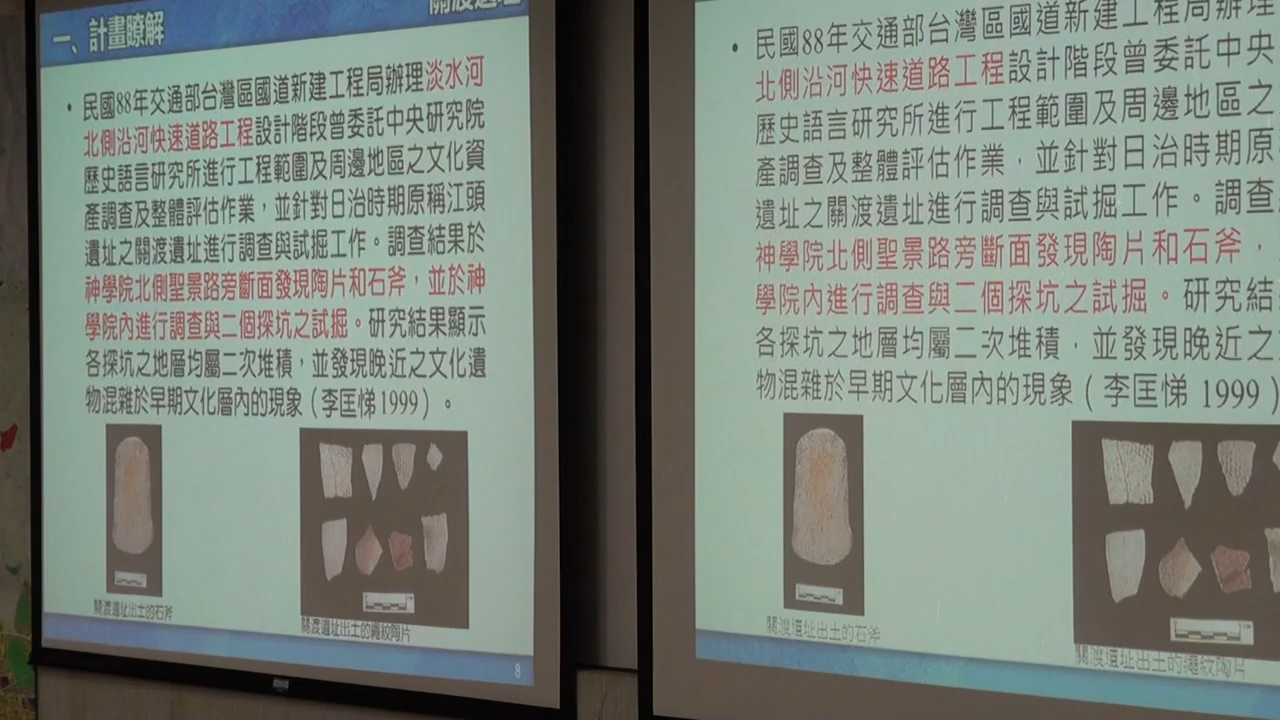 一、計畫瞭解
關渡遺址
• 民國88年交通部台灣區國道新建工程局辦理淡水河
北側沿河快速道路工程設計階段曾委託中央研究院
歷史語言研究所進行工程範圍及周邊地區之文化資
產調查及整體評估作業，並針對日治時期原稱江頭
遺址之關渡遺址進行調查與試掘工作。調查結果於
神學院北側聖景路旁斷面發現陶片和石斧，並於神
學院內進行調查與二個探坑之試掘。研究結果顯示
各探坑之地層均屬二次堆積，並發現晚近之文化遺
物混雜於早期文化層內的現象（李匡悌 1999）。
關渡遺址出土的石斧
關渡遺址出土的繩紋陶片
8
• 民國88年交通部台灣區國道新建工程局辦理
北側沿河快速道路工程設計階段曾委託中央
歷史語言研究所進行工程範圍及周邊地區之
產調查及整體評估作業，並針對日治時期原
遺址之關渡遺址進行調查與試掘工作。調查
神學院北側聖景路旁斷面發現陶片和石斧，
學院內進行調查與二個探坑之試掘。研究結
各探坑之地層均屬二次堆積，並發現晚近之
物混雜於早期文化層內的現象（李匡悌 1999）
關渡遺址出土的石斧
關渡遺址出土的繩紋陶片